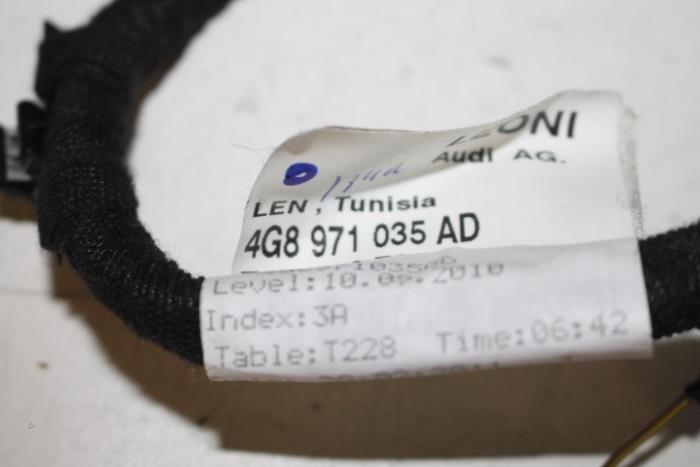 LEONI
Audi AG.
LEN, Tunisia
4G8 971 035 AD
Level:10.09.2010
Index:3A
Table:T228 Time:06:42